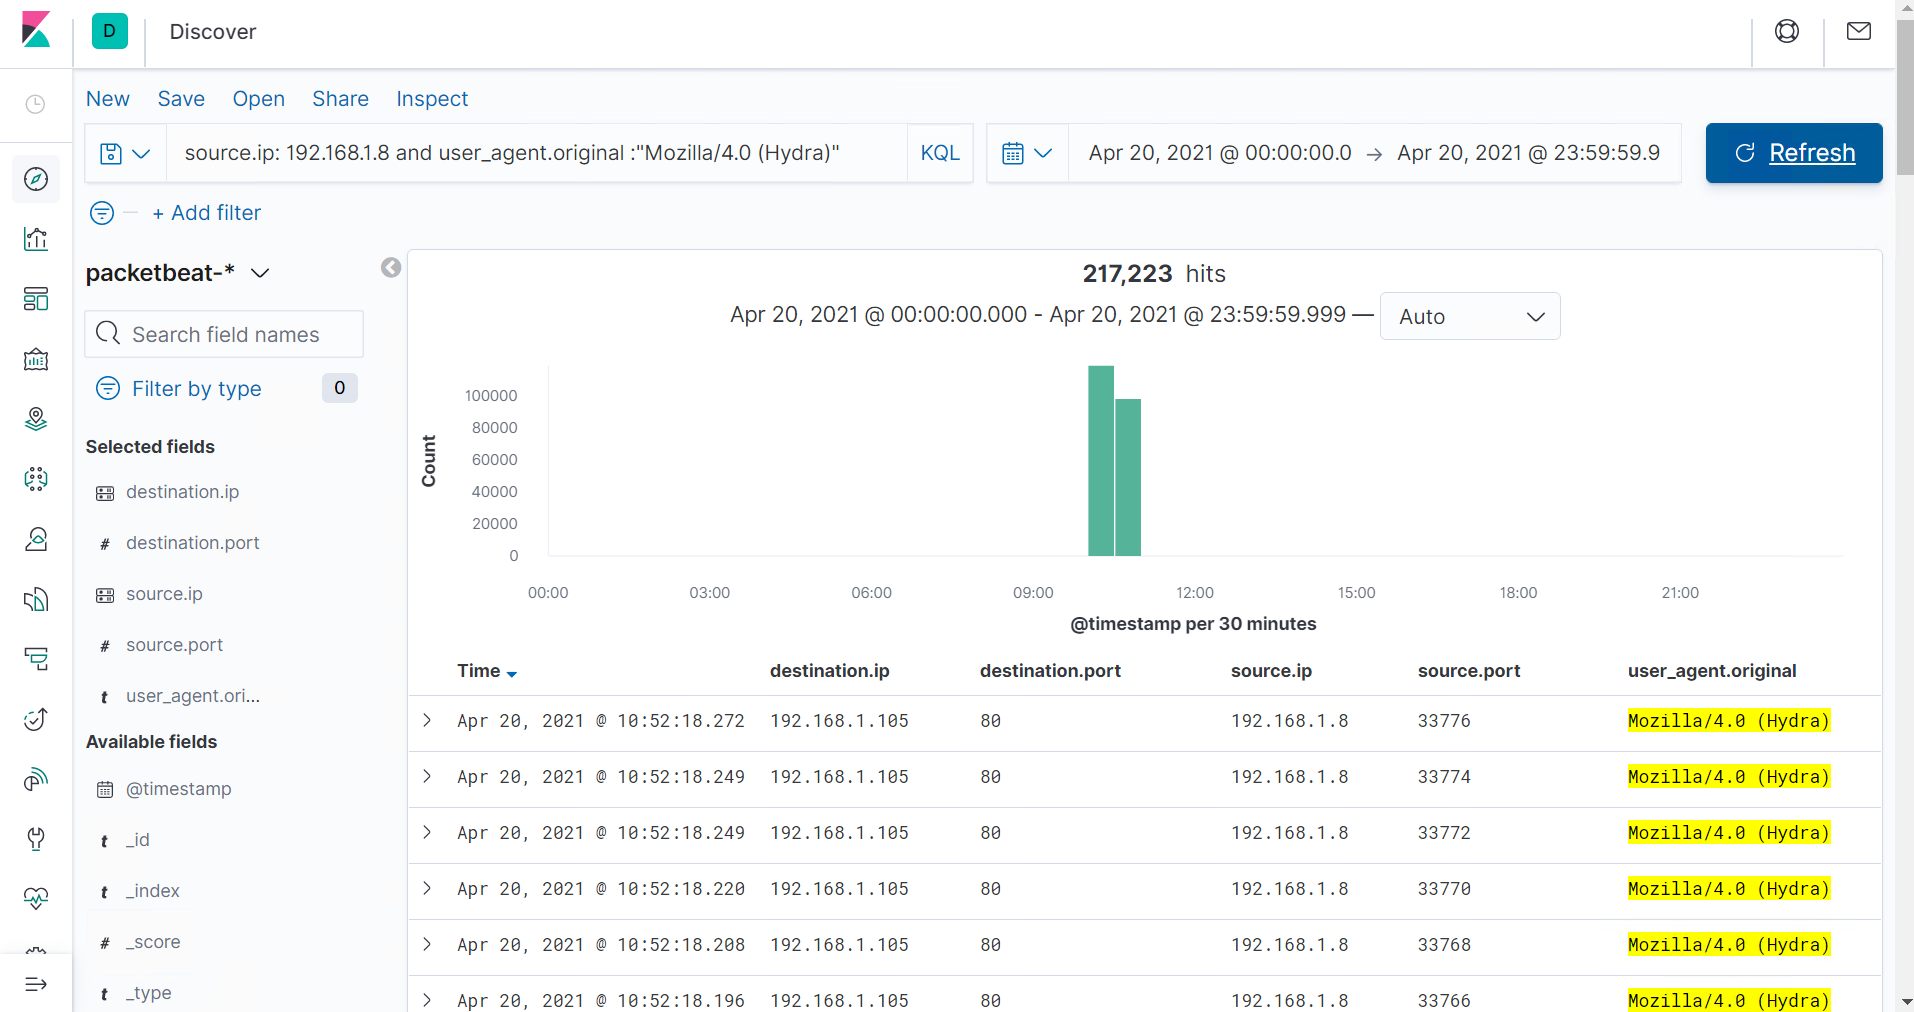 D Discover
New Save Open Share Inspect
source.ip: 192.168.1.8 and user_agent.original :"Mozilla/4.0 (Hydra)" KQL Apr 20, 2021 @ 00:00:00.0 → Apr 20, 2021 @ 23:59:59.9 Refresh
+ Add filter
packetbeat-*
Search field names
Filter by type 0
Selected fields
destination.ip
# destination.port
source.ip
# source.port
t user_agent.ori...
Available fields
@timestamp
t _id
t _index
# _score
t _type
217,223 hits
Apr 20, 2021 @ 00:00:00.000 - Apr 20, 2021 @ 23:59:59.999 — Auto
Count
100000
80000
60000
40000
20000
0
00:00 03:00 06:00 09:00 12:00 15:00 18:00 21:00
@timestamp per 30 minutes
Time destination.ip destination.port source.ip source.port user_agent.original
Apr 20, 2021 @ 10:52:18.272 192.168.1.105 80 192.168.1.8 33776 Mozilla/4.0 (Hydra)
Apr 20, 2021 @ 10:52:18.249 192.168.1.105 80 192.168.1.8 33774 Mozilla/4.0 (Hydra)
Apr 20, 2021 @ 10:52:18.249 192.168.1.105 80 192.168.1.8 33772 Mozilla/4.0 (Hydra)
Apr 20, 2021 @ 10:52:18.220 192.168.1.105 80 192.168.1.8 33770 Mozilla/4.0 (Hydra)
Apr 20, 2021 @ 10:52:18.208 192.168.1.105 80 192.168.1.8 33768 Mozilla/4.0 (Hydra)
Apr 20, 2021 @ 10:52:18.196 192.168.1.105 80 192.168.1.8 33766 Mozilla/4.0 (Hydra)